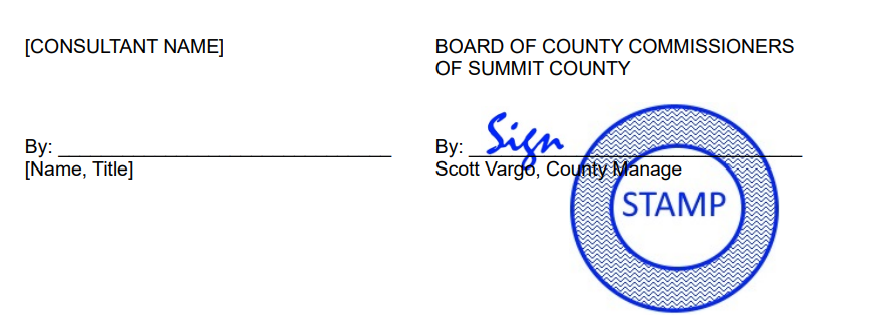 [CONSULTANT NAME]
BOARD OF COUNTY COMMISSIONERS
OF SUMMIT COUNTY
By: ________________________________
[Name, Title]
By: ________________________________
Sign
Scott Vargo, County Manage
STAMP